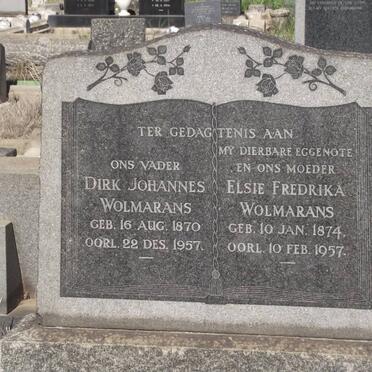 TER GEDAGTENIS AAN
ONS VADER
DIRK JOHANNES
WOLMARANS
GEB. 16 AUG. 1870
OORL. 22 DES. 1957.
MY DIERBARE EGGENOTE
EN ONS MOEDER
ELSIE FREDRIKA
WOLMARANS
GEB. 10 JAN. 1874.
OORL. 10 FEB. 1957.